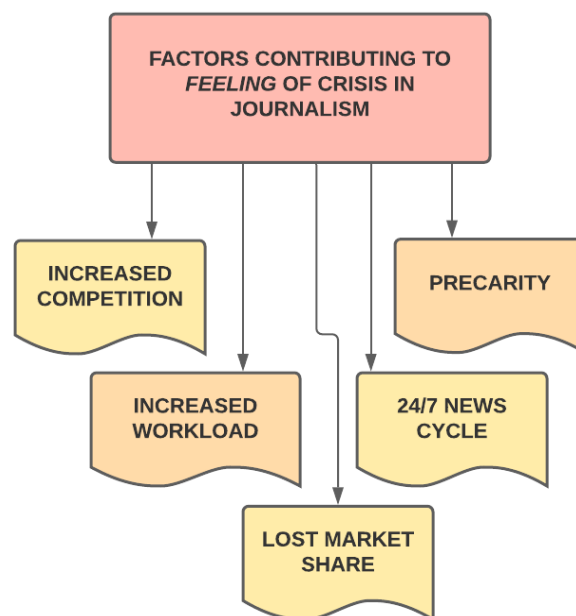 FACTORS CONTRIBUTING TO
FEELING OF CRISIS IN
JOURNALISM
INCREASED
COMPETITION
PRECARITY
INCREASED
WORKLOAD
24/7 NEWS
CYCLE
LOST MARKET
SHARE